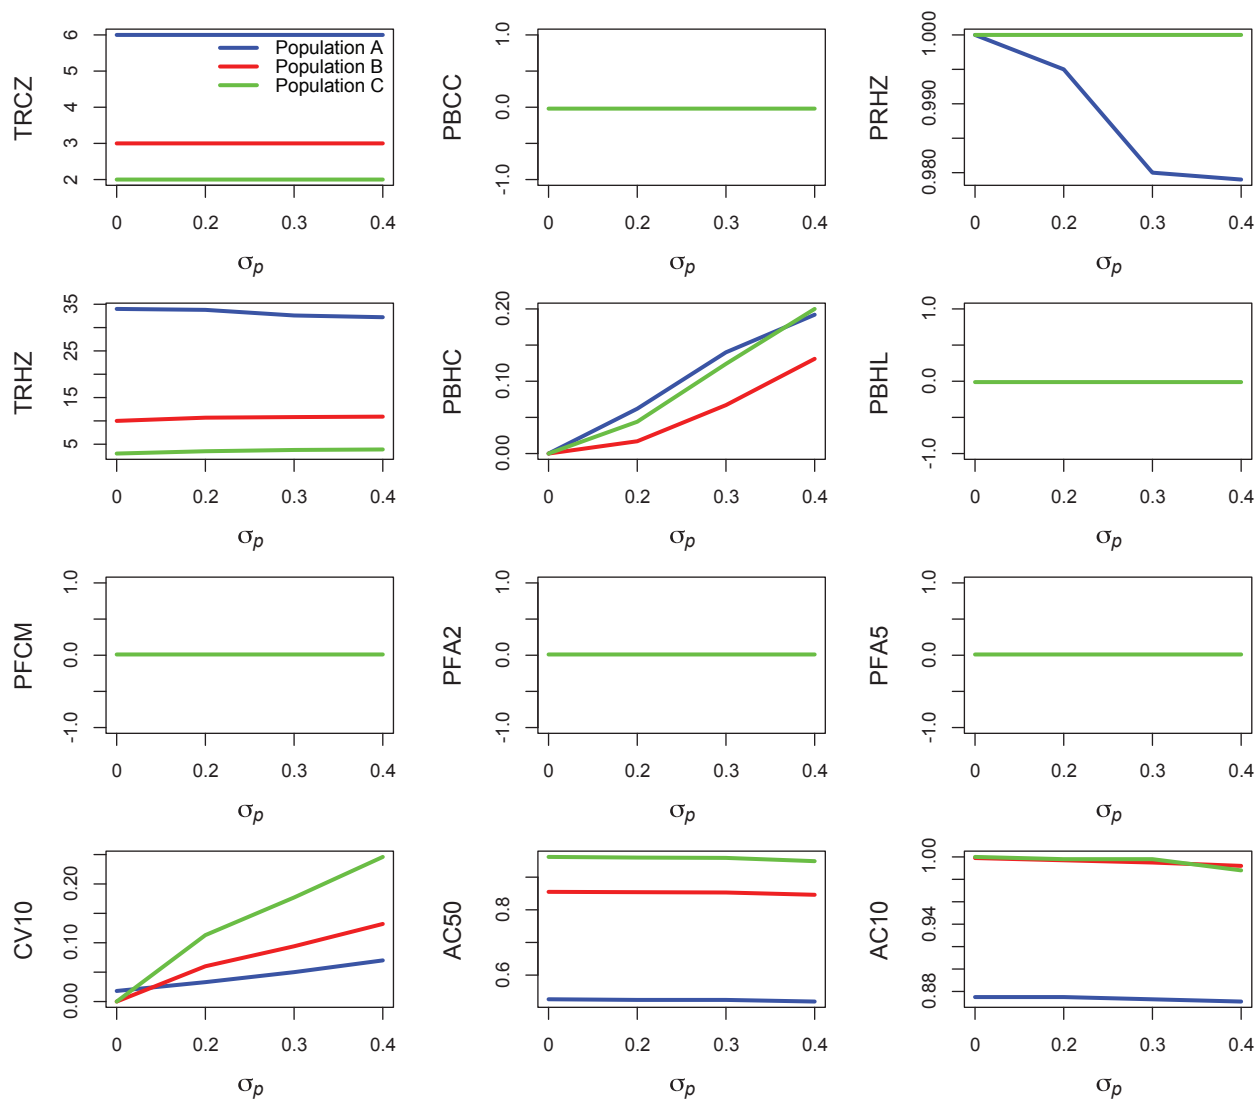 TRCZ
6
5
4
3
2
Population A
Population B
Population C
0 0.2 0.3 0.4
σp
PBCC
1.0
0.0
-1.0
0 0.2 0.3 0.4
σp
PRHZ
1.000
0.990
0.980
0 0.2 0.3 0.4
σp
TRHZ
35
25
15
5
0 0.2 0.3 0.4
σp
PBHC
0.20
0.10
0.00
0 0.2 0.3 0.4
σp
PBHL
1.0
0.0
-1.0
0 0.2 0.3 0.4
σp
PFCM
1.0
0.0
-1.0
0 0.2 0.3 0.4
σp
PFA2
1.0
0.0
-1.0
0 0.2 0.3 0.4
σp
PFA5
1.0
0.0
-1.0
0 0.2 0.3 0.4
σp
CV10
0.20
0.10
0.00
0 0.2 0.3 0.4
σp
AC50
0.8
0.6
0 0.2 0.3 0.4
σp
AC10
1.00
0.94
0.88
0 0.2 0.3 0.4
σp